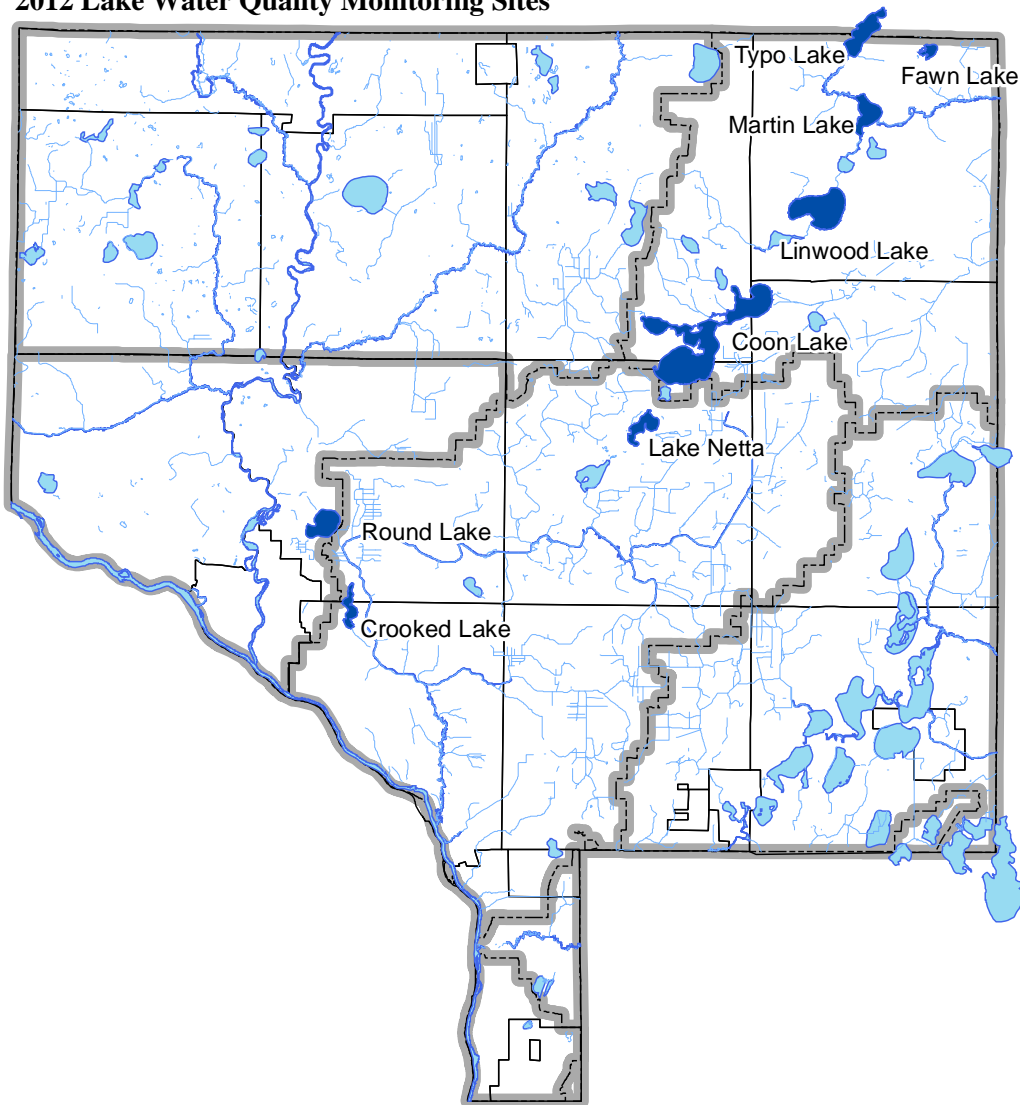 2012 Lake Water Quality Monitoring Sites
Typo Lake
Fawn Lake
Martin Lake
Linwood Lake
Coon Lake
Lake Netta
Round Lake
Crooked Lake